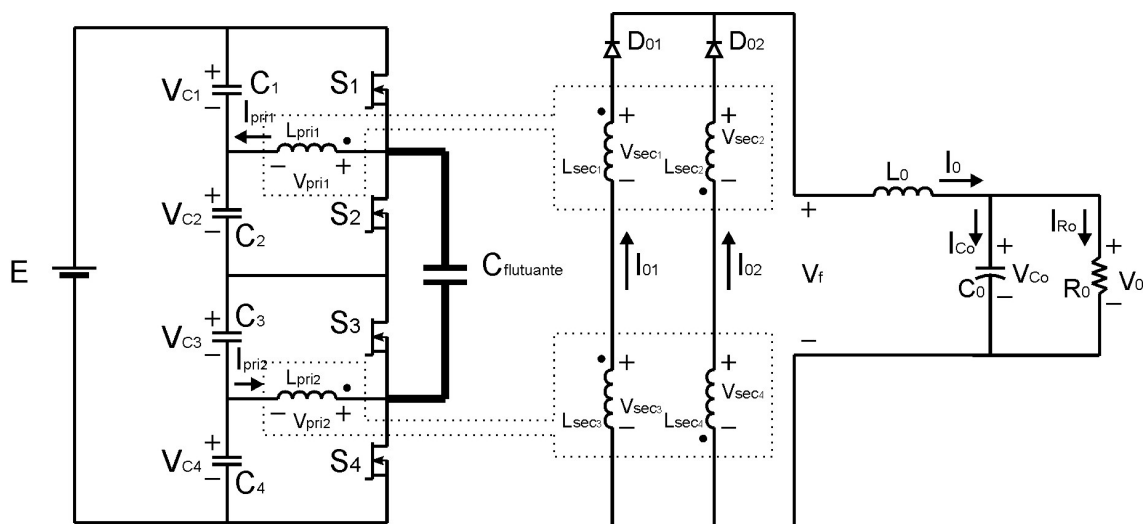 E
+
VC1
−
C1
+
VC2
−
C2
+
VC3
−
C3
+
VC4
−
C4
S1
Ipri1
Lpri1
−
+
Vpri1
S2
S3
Ipri2
Lpri2
−
+
Vpri2
S4
Cflutuante
D01
D02
+
Lsec1
Vsec1
−
+
Lsec2
Vsec2
−
I01
I02
+
Lsec3
Vsec3
−
+
Lsec4
Vsec4
−
+
Vf
−
L0
I0
ICo
+
C0
VCo
−
IRo
+
R0
V0
−